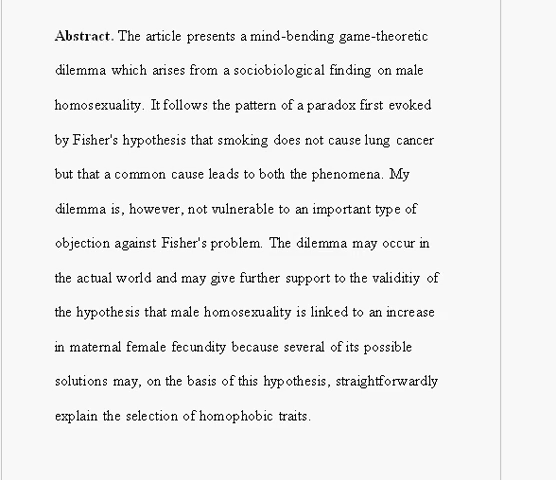 Abstract. The article presents a mind-bending game-theoretic
dilemma which arises from a sociobiological finding on male
homosexuality. It follows the pattern of a paradox first evoked
by Fisher's hypothesis that smoking does not cause lung cancer
but that a common cause leads to both the phenomena. My
dilemma is, however, not vulnerable to an important type of
objection against Fisher's problem. The dilemma may occur in
the actual world and may give further support to the validitiy of
the hypothesis that male homosexuality is linked to an increase
in maternal female fecundity because several of its possible
solutions may, on the basis of this hypothesis, straightforwardly
explain the selection of homophobic traits.